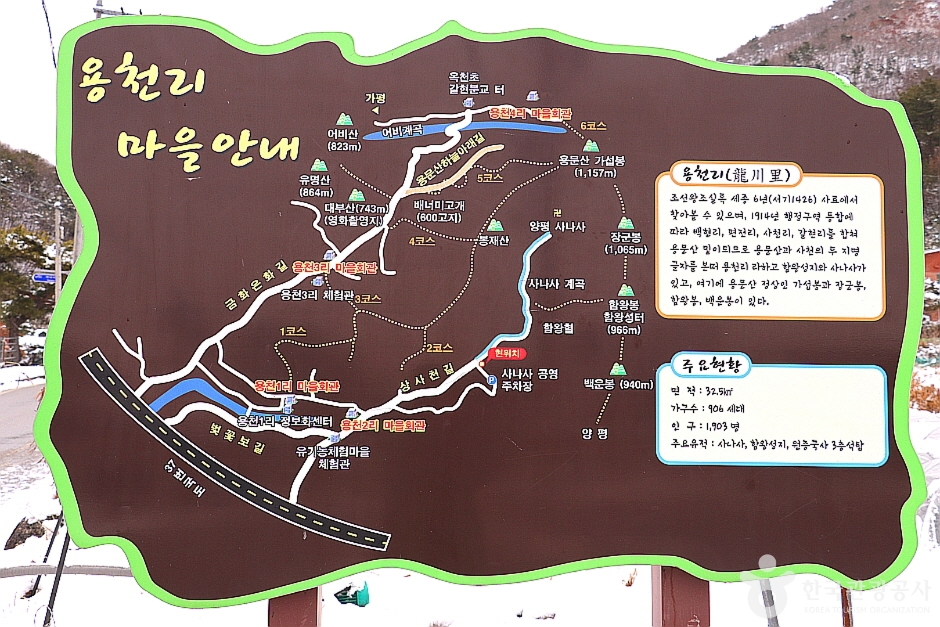 용천리
마을안내
옥천초
갈현분교 터
가평
용천4리 마을회관
어비계곡
6코스
어비산
(823m)
용문산하늘아래길
용문산 가섭봉
(1,157m)
5코스
유명산
(864m)
대부산(743m)
(영화촬영지)
배너미고개
(600고지)
4코스
봉재산
양평 사나사
장군봉
(1,065m)
용천3리 마을회관
용천3리 체험관
금화은화길
3코스
사나사 계곡
함왕혈
함왕봉
함왕성터
(965m)
1코스
2코스
현위치
사나사 공영
주차장
P
백운봉 (940m)
양 평
상사천길
용천1리 마을회관
용천1리 정보화센터
용천2리 마을회관
벚꽃보길
유기농체험마을
체험관
용천리(龍川里)
조선왕조실록 세종 6년(서기1426) 사료에서
찾아볼 수 있으며, 1914년 행정구역 통합에
따라 백현리, 편전리, 사천리, 갈현리를 합쳐
용문산 밑이므로 용문산과 사천의 두 지명
글자를 본떠 용천리 라하고 함왕성지와 사나사가
있고, 여기에 용문산 정상인 가섭봉과 장군봉,
함왕봉, 백운봉이 있다.
주요현황
면 적 : 32.5㎢
가구수 : 906 세대
인 구 : 1,903 명
주요유적 : 사나사, 함왕성지, 원증국사 3층석탑
한국관광공사
KOREA TOURISM ORGANIZATION